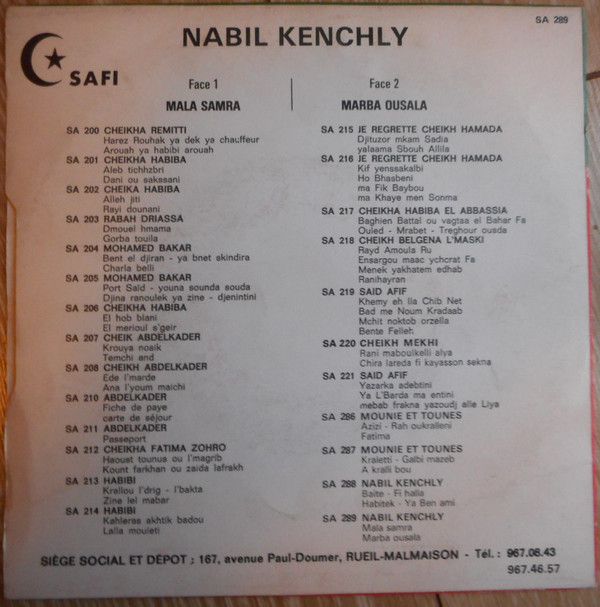 SA 289
NABIL KENCHLY
SAFI
Face 1
MALA SAMRA
Face 2
MARBA OUSALA
SA 200 CHEIKHA REMITTI
Harez Rouhak ya dek ya chauffeur
Arouah ya habibi arouah
SA 201 CHEIKHA HABIBA
Aleb tichhzbri
Dani ou sakssani
SA 202 CHEIKA HABIBA
Alleh jiti
Rayi dounani
SA 203 RABAH DRIASSA
Dmouel hmama
Gorba touila
SA 204 MOHAMED BAKAR
Bent el djiran - ya bnet skindira
Charla belli
SA 205 MOHAMED BAKAR
Port Said - youna sounda souda
Djina ranoulek ya zine - djenintini
SA 206 CHEIKHA HABIBA
El hob blani
El merioul s'geir
SA 207 CHEIK ABDELKADER
Krouya noaik
Temchi and
SA 208 CHEIKH ABDELKADER
Ede l'marde
Ana l'youm maichi
SA 210 ABDELKADER
Fiche de paye
carte de séjour
SA 211 ABDELKADER
Passeport
SA 212 CHEIKHA FATIMA ZOHRO
Haoust tounus ou l'magrib
Kount farkhan ou zaida lafrakh
SA 213 HABIBI
Krallou l'drig - l'bakta
Zine lel mabar
SA 214 HABIBI
Kahleras akhtik badou
Lalla mouleti
SA 215 JE REGRETTE CHEIKH HAMADA
Djituzor mkam Sadia
yalaama Sbouh Allila
SA 216 JE REGRETTE CHEIKH HAMADA
Kif yenssakalbi
Ho Bhasbeni
ma Fik Baybou
ma Khaye men Sonma
SA 217 CHEIKHA HABIBA EL ABBASSIA
Baghien Battal ou vagtaa el Bahar Fa
Ouled - Mrabet - Treghour ouada
SA 218 CHEIKH BELGENA L'MASKI
Rayd Amoula Ru
Ensargou maac ychcrat Fa
Menek yakhatem edhab
Ranihayran
SA 219 SAID AFIF
Khemy eh lla Chib Net
Bad me Noum Kradaab
Mchit noktob orzella
Bente Fellek
SA 220 CHEIKH MEKHI
Rani maboulkelli alya
Chira lareda fi kayasson sekna
SA 221 SAID AFIF
Yazarka adebtini
Ya L'Barda ma entini
mebab frakna yazoudj alle Liya
SA 286 MOUNIE ET TOUNES
Azizi - Rah oukralleni
Fatima
SA 287 MOUNIE ET TOUNES
Kraletti - Galbi mazeb
A kralli bou
SA 288 NABIL KENCHLY
Baite - Fi halla
Habitek - Ya Ben ami
SA 289 NABIL KENCHLY
Mala samra
Marba ousala
SIÈGE SOCIAL ET DÉPOT : 167, avenue Paul-Doumer, RUEIL-MALMAISON - Tél. : 967.06.43
967.46.57